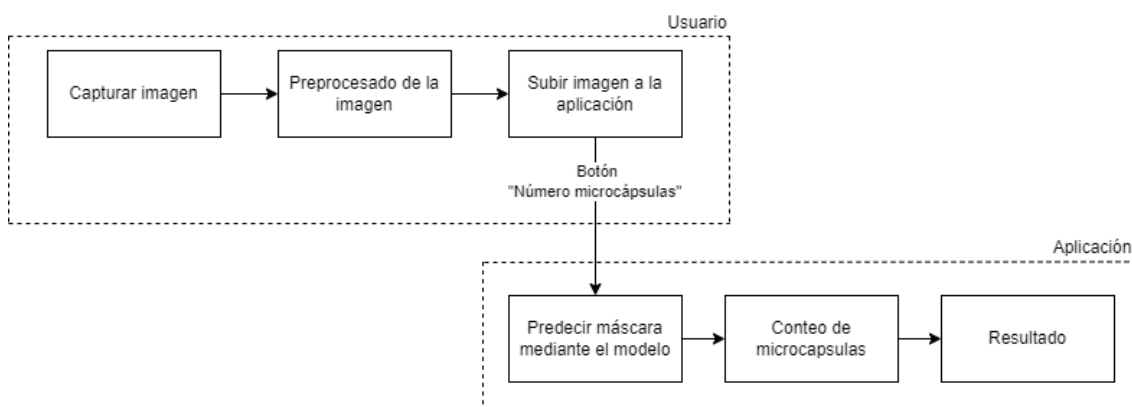 Usuario
Capturar imagen
Preprocesado de la
imagen
Subir imagen a la
aplicación
Botón
"Número microcápsulas"
Aplicación
Predecir máscara
mediante el modelo
Conteo de
microcapsulas
Resultado